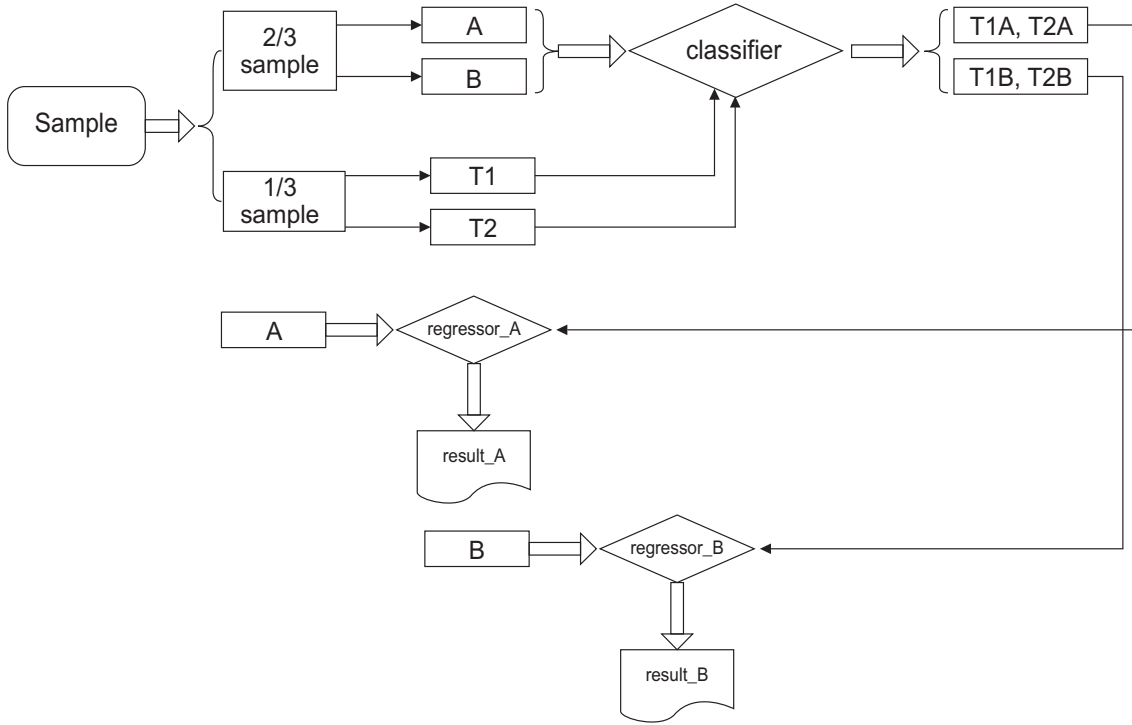 2/3
sample
A
B
classifier
T1A, T2A
T1B, T2B
Sample
1/3
sample
T1
T2
A
regressor_A
result_A
B
regressor_B
result_B